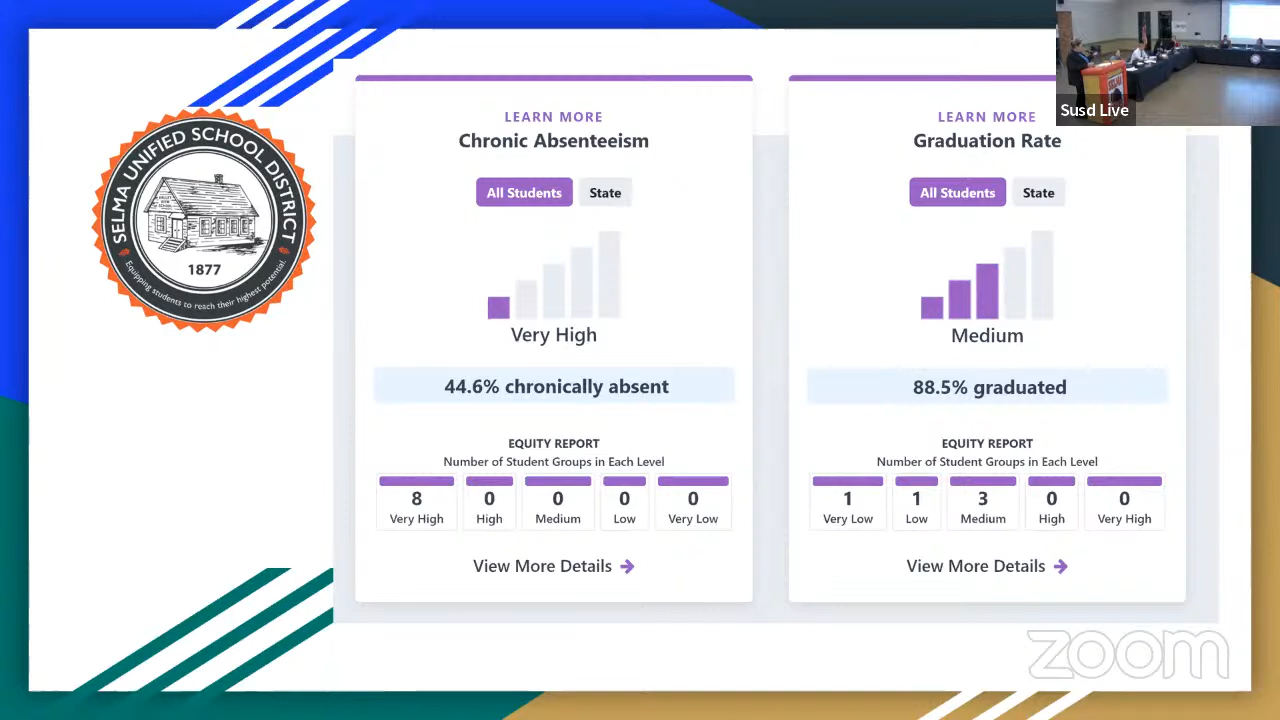 SELMA UNIFIED SCHOOL DISTRICT
1877
Equipping students to reach their highest potential.
LEARN MORE
Chronic Absenteeism
All Students State
Very High
44.6% chronically absent
EQUITY REPORT
Number of Student Groups in Each Level
8 0 0 0 0
Very High High Medium Low Very Low
View More Details
LEARN MORE
Graduation Rate
All Students State
Medium
88.5% graduated
EQUITY REPORT
Number of Student Groups in Each Level
1 1 3 0 0
Very Low Low Medium High Very High
View More Details
SELMA
Susd Live
zoom